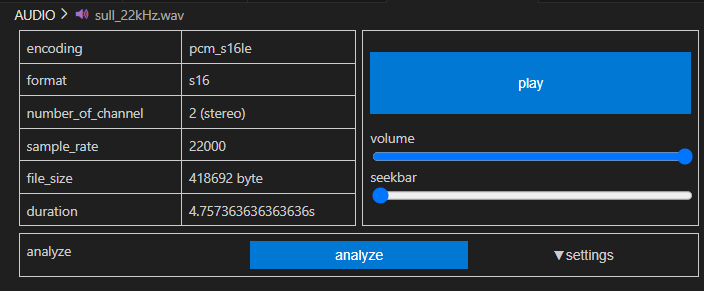 AUDIO > sull_22kHz.wav
encoding pcm_s16le
format s16
number_of_channel 2 (stereo)
sample_rate 22000
file_size 418692 byte
duration 4.757363636363636s
play
volume
seekbar
analyze analyze ▼settings